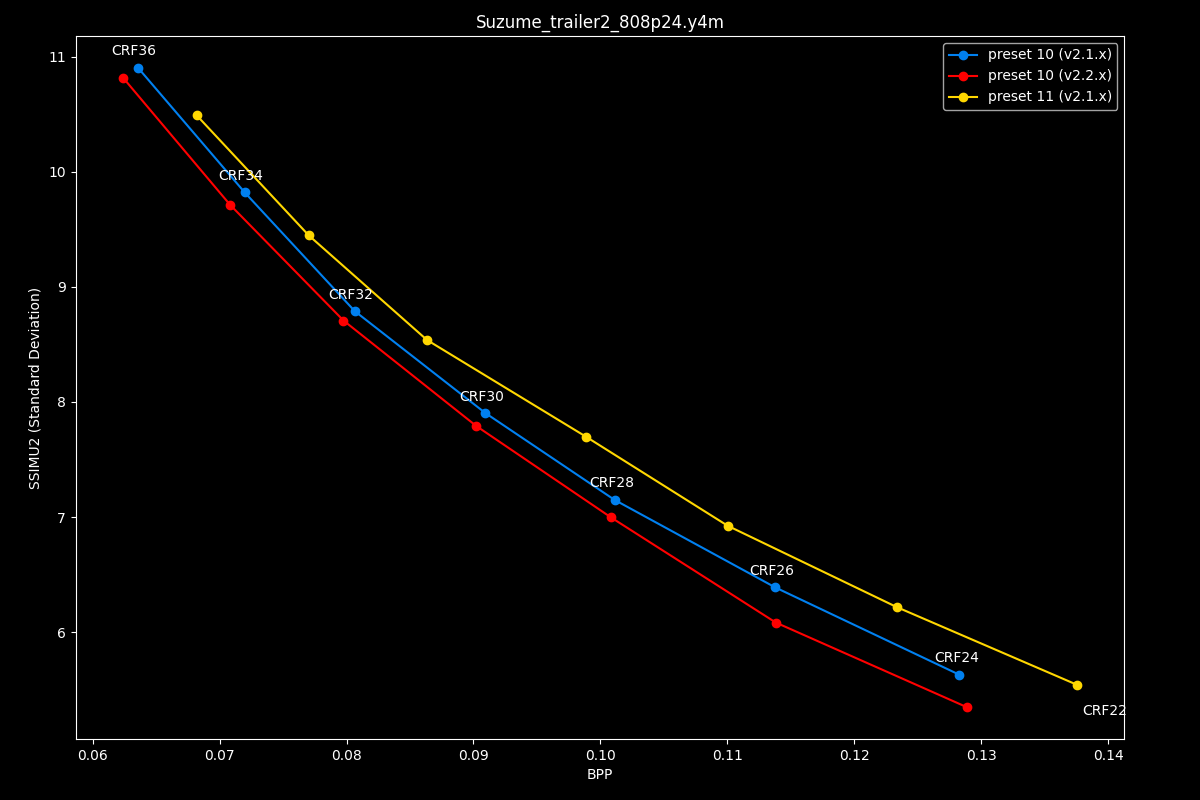 Suzume_trailer2_808p24.y4m
preset 10 (v2.1.x)
preset 10 (v2.2.x)
preset 11 (v2.1.x)
CRF36
CRF34
CRF32
CRF30
CRF28
CRF26
CRF24
CRF22
11
10
9
8
7
6
SSIMU2 (Standard Deviation)
0.06 0.07 0.08 0.09 0.10 0.11 0.12 0.13 0.14
BPP